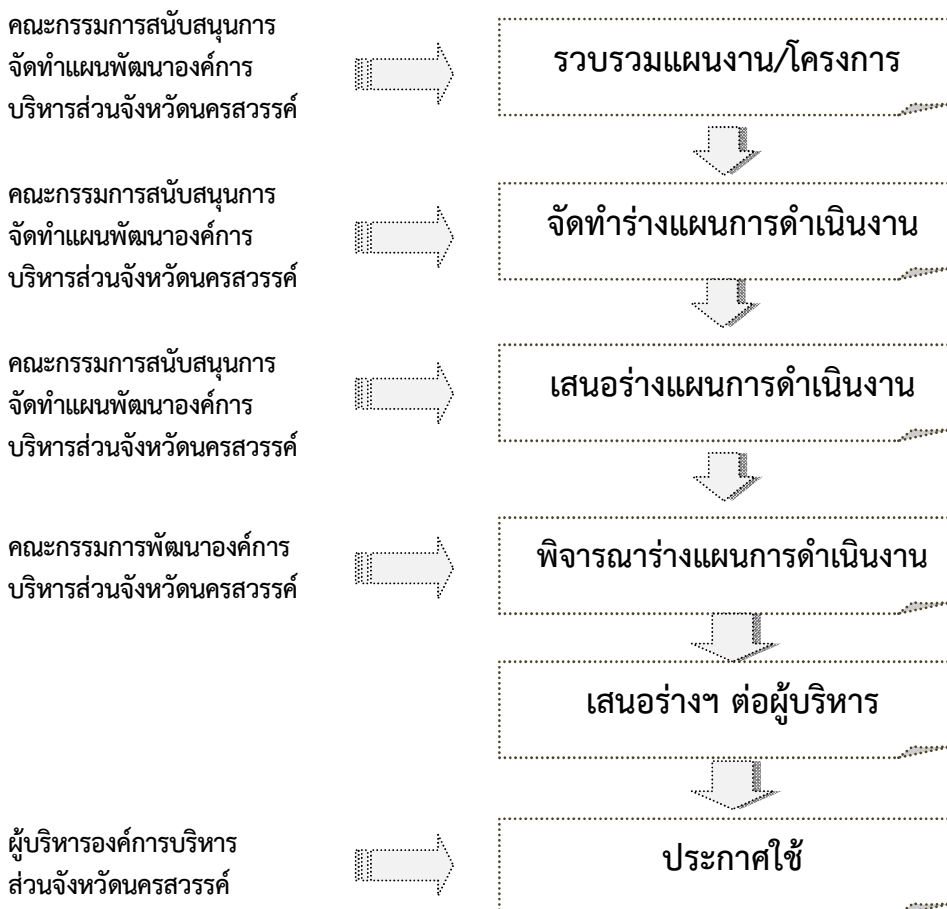 คณะกรรมการสนับสนุนการ
จัดทำแผนพัฒนาองค์การ
บริหารส่วนจังหวัดนครสวรรค์
รวบรวมแผนงาน/โครงการ
คณะกรรมการสนับสนุนการ
จัดทำแผนพัฒนาองค์การ
บริหารส่วนจังหวัดนครสวรรค์
จัดทำร่างแผนการดำเนินงาน
คณะกรรมการสนับสนุนการ
จัดทำแผนพัฒนาองค์การ
บริหารส่วนจังหวัดนครสวรรค์
เสนอร่างแผนการดำเนินงาน
คณะกรรมการพัฒนาองค์การ
บริหารส่วนจังหวัดนครสวรรค์
พิจารณาร่างแผนการดำเนินงาน
เสนอร่างฯ ต่อผู้บริหาร
ผู้บริหารองค์การบริหาร
ส่วนจังหวัดนครสวรรค์
ประกาศใช้